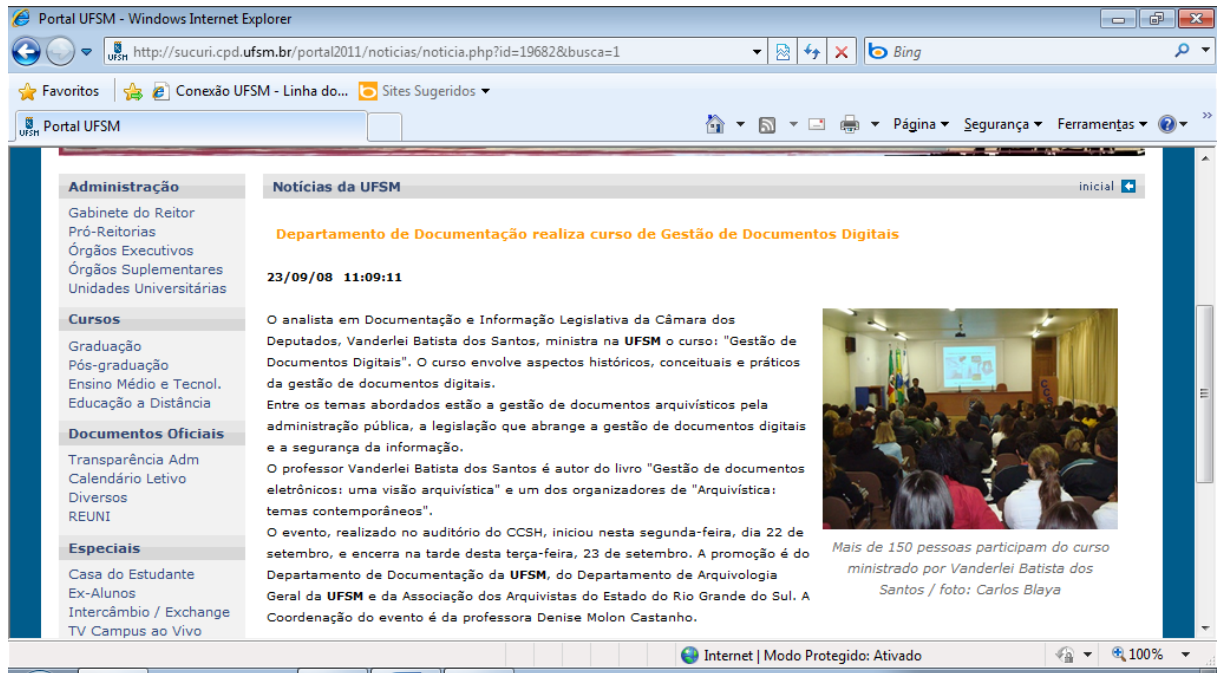 Portal UFSM - Windows Internet Explorer
http://sucuri.cpd.ufsm.br/portal2011/noticias/noticia.php?id=19682&busca=1
Bing
Favoritos
Conexão UFSM - Linha do...
Sites Sugeridos
Portal UFSM
Página
Segurança
Ferramentas
Administração
Gabinete do Reitor
Pró-Reitorias
Órgãos Executivos
Órgãos Suplementares
Unidades Universitárias
Cursos
Graduação
Pós-graduação
Ensino Médio e Tecnol.
Educação a Distância
Documentos Oficiais
Transparência Adm
Calendário Letivo
Diversos
REUNI
Especiais
Casa do Estudante
Ex-Alunos
Intercâmbio / Exchange
TV Campus ao Vivo
Notícias da UFSM
inicial
Departamento de Documentação realiza curso de Gestão de Documentos Digitais
23/09/08 11:09:11
O analista em Documentação e Informação Legislativa da Câmara dos
Deputados, Vanderlei Batista dos Santos, ministra na UFSM o curso: "Gestão de
Documentos Digitais". O curso envolve aspectos históricos, conceituais e práticos
da gestão de documentos digitais.
Entre os temas abordados estão a gestão de documentos arquivísticos pela
administração pública, a legislação que abrange a gestão de documentos digitais
e a segurança da informação.
O professor Vanderlei Batista dos Santos é autor do livro "Gestão de documentos
eletrônicos: uma visão arquivística" e um dos organizadores de "Arquivística:
temas contemporâneos".
O evento, realizado no auditório do CCSH, iniciou nesta segunda-feira, dia 22 de
setembro, e encerra na tarde desta terça-feira, 23 de setembro. A promoção é do
Departamento de Documentação da UFSM, do Departamento de Arquivologia
Geral da UFSM e da Associação dos Arquivistas do Estado do Rio Grande do Sul. A
Coordenação do evento é da professora Denise Molon Castanho.
Mais de 150 pessoas participam do curso
ministrado por Vanderlei Batista dos
Santos / foto: Carlos Blaya
Internet | Modo Protegido: Ativado
100%